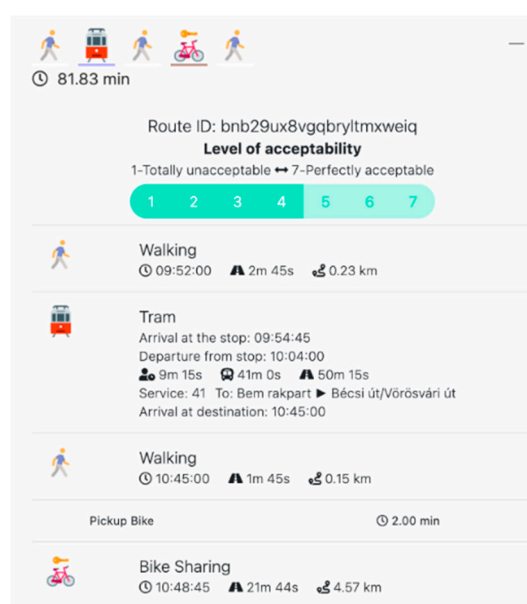 81.83 min
Route ID: bnb29ux8vgqbryltmxweiq
Level of acceptability
1-Totally unacceptable ↔ 7-Perfectly acceptable
1 2 3 4 5 6 7
Walking
09:52:00 2m 45s 0.23 km
Tram
Arrival at the stop: 09:54:45
Departure from stop: 10:04:00
9m 15s 41m 0s 50m 15s
Service: 41 To: Bem rakpart ► Bécsi út/Vörösvári út
Arrival at destination: 10:45:00
Walking
10:45:00 1m 45s 0.15 km
Pickup Bike 2.00 min
Bike Sharing
10:48:45 21m 44s 4.57 km